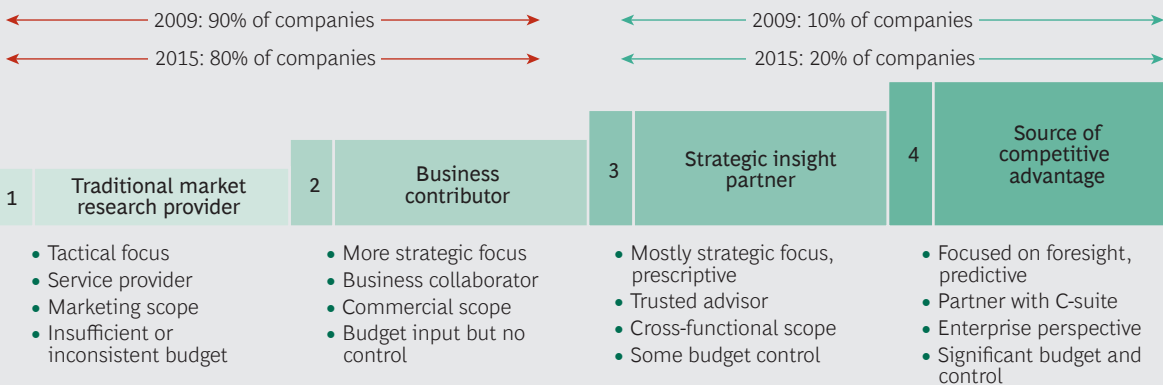 2009: 90% of companies
2009: 10% of companies
2015: 80% of companies
2015: 20% of companies
1
Traditional market
research provider
2
Business
contributor
3
Strategic insight
partner
4
Source of
competitive
advantage
• Tactical focus
• Service provider
• Marketing scope
• Insufficient or
inconsistent budget
• More strategic focus
• Business collaborator
• Commercial scope
• Budget input but no
control
• Mostly strategic focus,
prescriptive
• Trusted advisor
• Cross-functional scope
• Some budget control
• Focused on foresight,
predictive
• Partner with C-suite
• Enterprise perspective
• Significant budget and
control